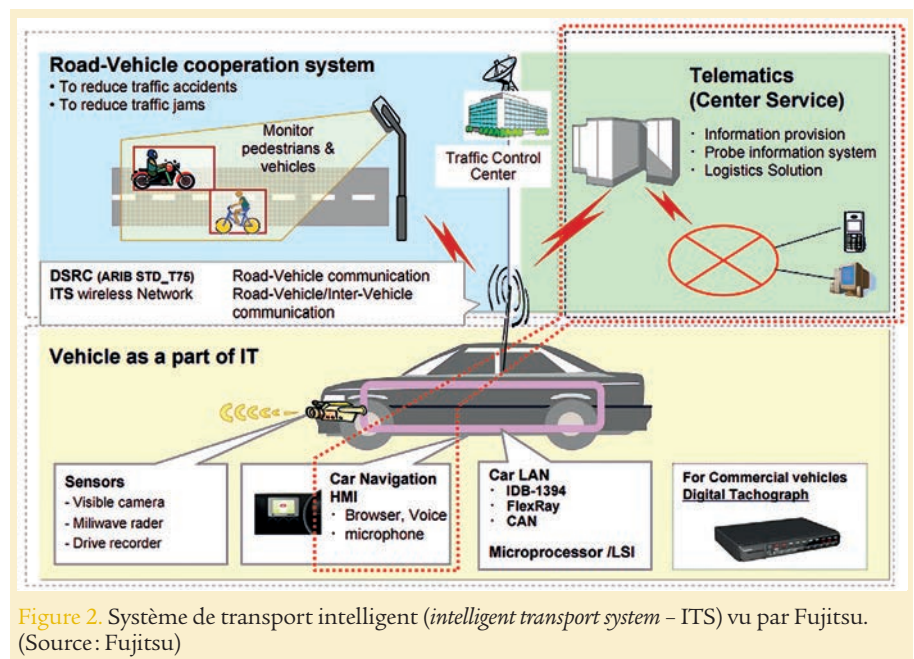 Road-Vehicle cooperation system
• To reduce traffic accidents
• To reduce traffic jams
Monitor
pedestrians &
vehicles
Traffic Control
Center
Telematics
(Center Service)
· Information provision
· Probe information system
· Logistics Solution
DSRC (ARIB STD_T75) Road-Vehicle communication
ITS wireless Network Road-Vehicle/Inter-Vehicle
communication
Vehicle as a part of IT
Sensors
- Visible camera
- Miliwave rader
- Drive recorder
Car Navigation
HMI
· Browser, Voice
· microphone
Car LAN
· IDB-1394
· FlexRay
· CAN
Microprocessor /LSI
For Commercial vehicles
Digital Tachograph
Figure 2. Système de transport intelligent (intelligent transport system – ITS) vu par Fujitsu.
(Source : Fujitsu)